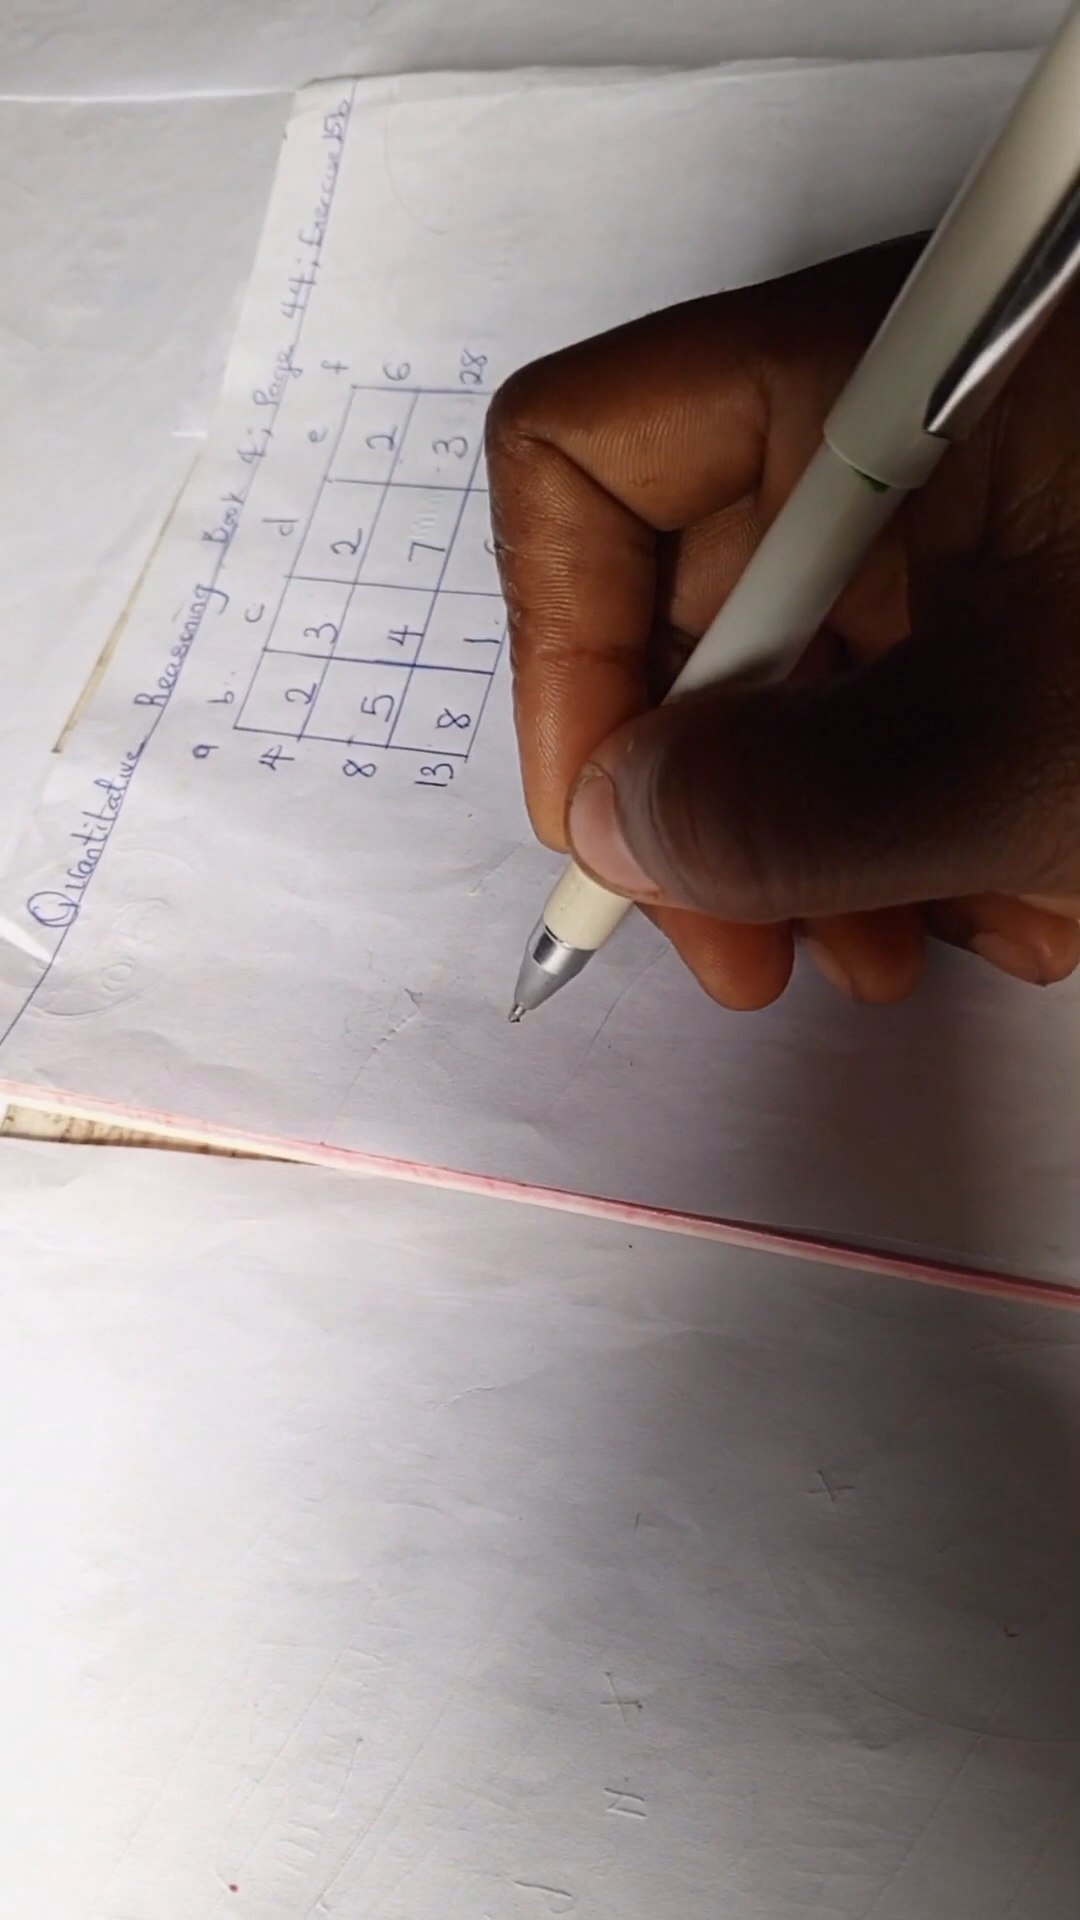 Quantitative Reasoning Book 4; Page 44; Exercise 15b
a b c d e f
4 2 3 2 2 6
8 5 4 7 3 28
13 8 1